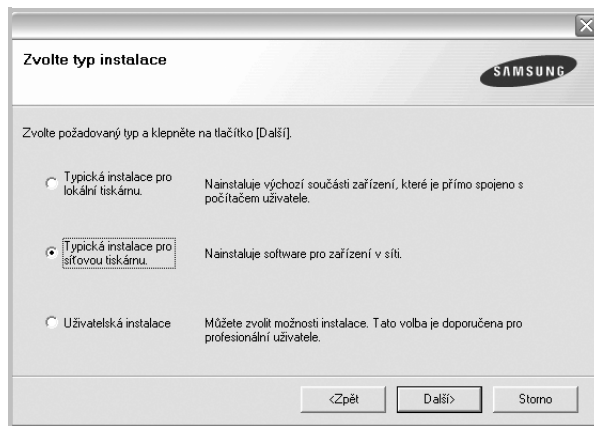 Zvolte typ instalace
SAMSUNG
Zvolte požadovaný typ a klepněte na tlačítko [Další].
Typická instalace pro
lokální tiskárnu.
Nainstaluje výchozí součásti zařízení, které je přímo spojeno s
počítačem uživatele.
Typická instalace pro
síťovou tiskárnu.
Nainstaluje software pro zařízení v síti.
Uživatelská instalace
Můžete zvolit možnosti instalace. Tato volba je doporučena pro
profesionální uživatele.
<Zpět
Další>
Storno